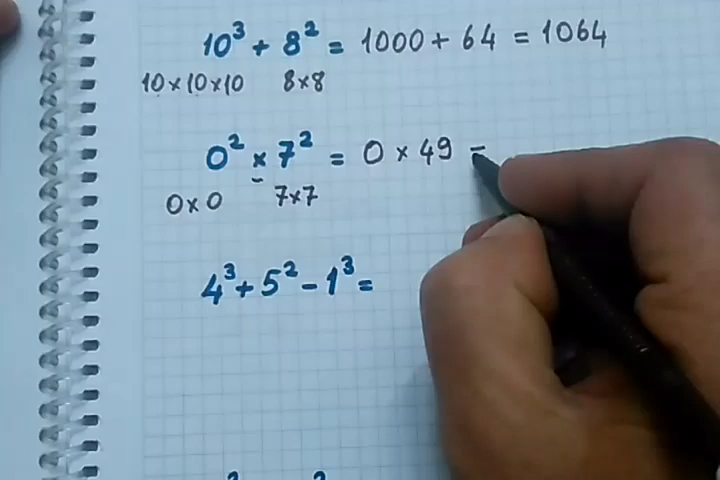 10³ + 8² = 1000 + 64 = 1064
10×10×10 8×8
0² × 7² = 0 × 49 =
0×0 7×7
4³ + 5² - 1³ =